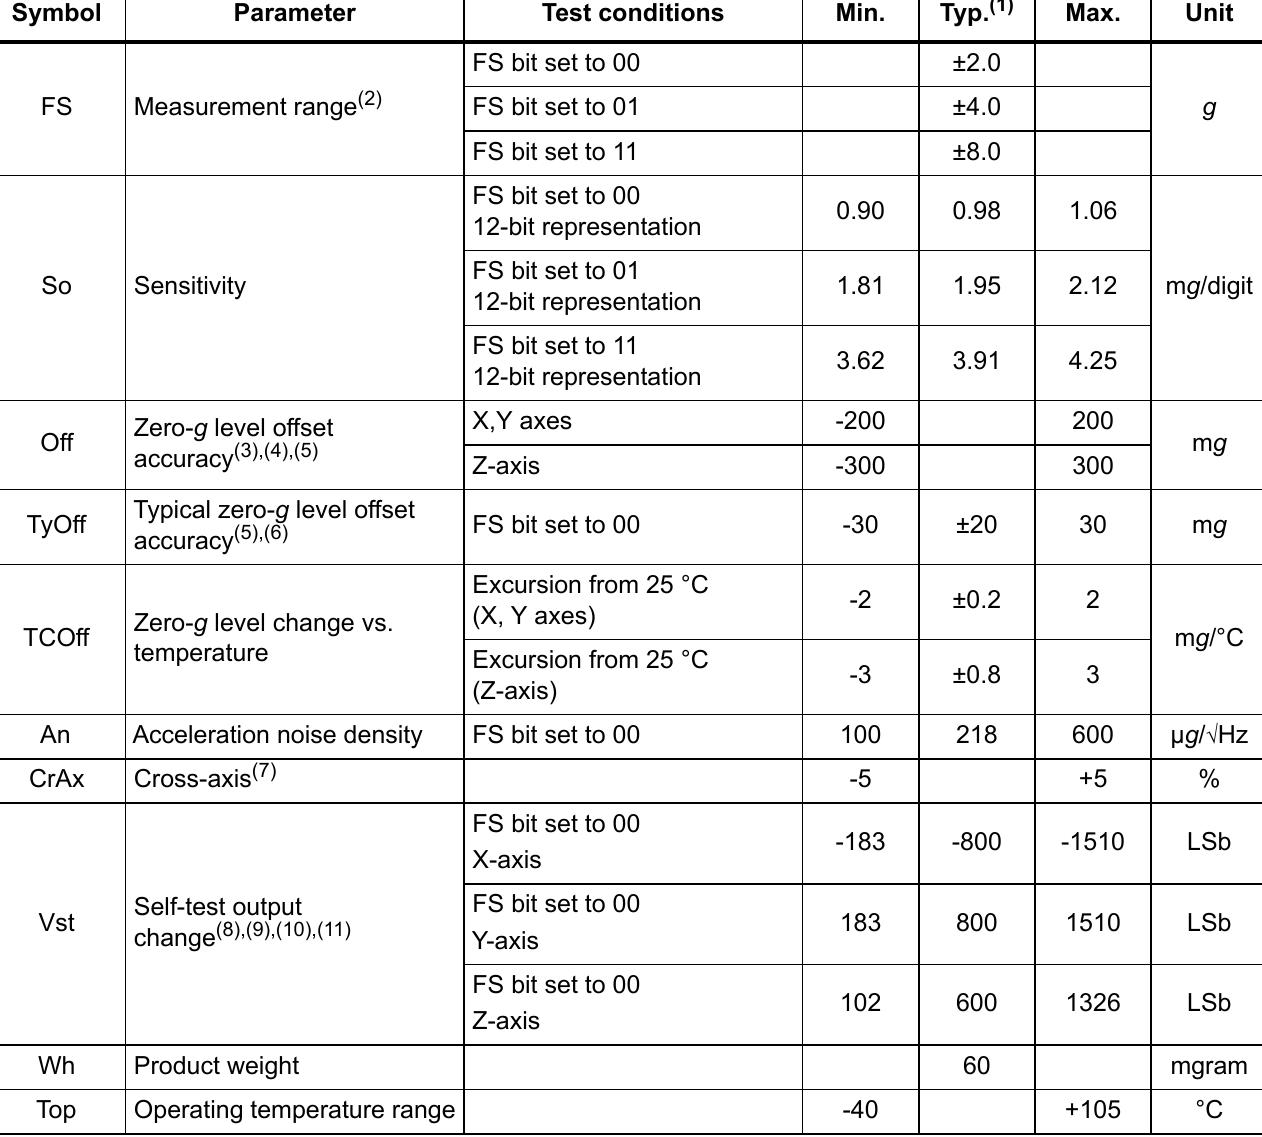 Symbol Parameter Test conditions Min. Typ.(1) Max. Unit
FS Measurement range(2) FS bit set to 00 ±2.0 g
FS bit set to 01 ±4.0
FS bit set to 11 ±8.0
So Sensitivity FS bit set to 00
12-bit representation 0.90 0.98 1.06 mg/digit
FS bit set to 01
12-bit representation 1.81 1.95 2.12
FS bit set to 11
12-bit representation 3.62 3.91 4.25
Off Zero-g level offset
accuracy(3),(4),(5) X,Y axes -200 200 mg
Z-axis -300 300
TyOff Typical zero-g level offset
accuracy(5),(6) FS bit set to 00 -30 ±20 30 mg
TCOff Zero-g level change vs.
temperature Excursion from 25 °C
(X, Y axes) -2 ±0.2 2 mg/°C
Excursion from 25 °C
(Z-axis) -3 ±0.8 3
An Acceleration noise density FS bit set to 00 100 218 600 µg/√Hz
CrAx Cross-axis(7) -5 +5 %
Vst Self-test output
change(8),(9),(10),(11) FS bit set to 00
X-axis -183 -800 -1510 LSb
FS bit set to 00
Y-axis 183 800 1510 LSb
FS bit set to 00
Z-axis 102 600 1326 LSb
Wh Product weight 60 mgram
Top Operating temperature range -40 +105 °C